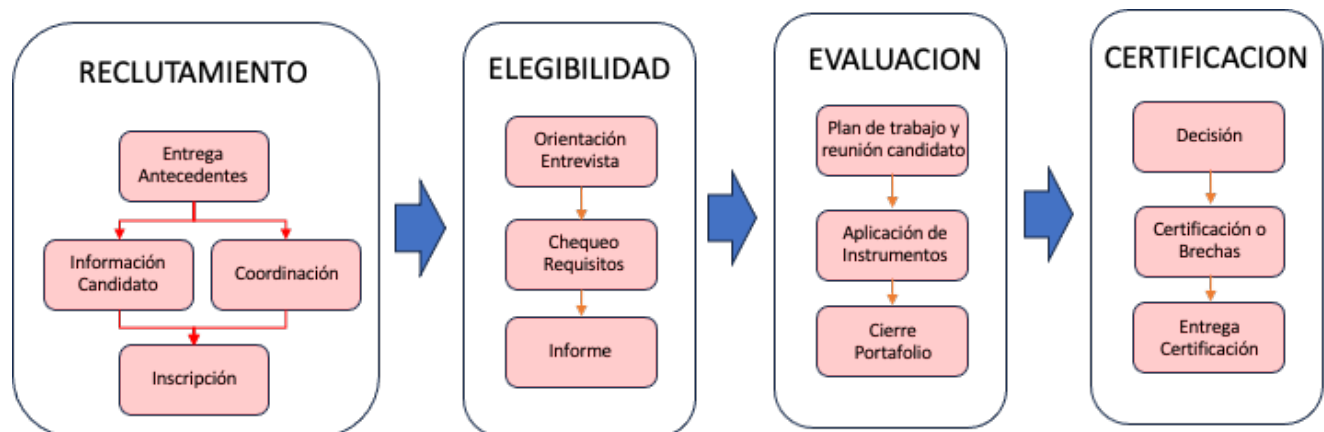 RECLUTAMIENTO
Entrega
Antecedentes
Información
Candidato
Coordinación
Inscripción
ELEGIBILIDAD
Orientación
Entrevista
Chequeo
Requisitos
Informe
EVALUACION
Plan de trabajo y
reunión candidato
Aplicación de
Instrumentos
Cierre
Portafolio
CERTIFICACION
Decisión
Certificación o
Brechas
Entrega
Certificación